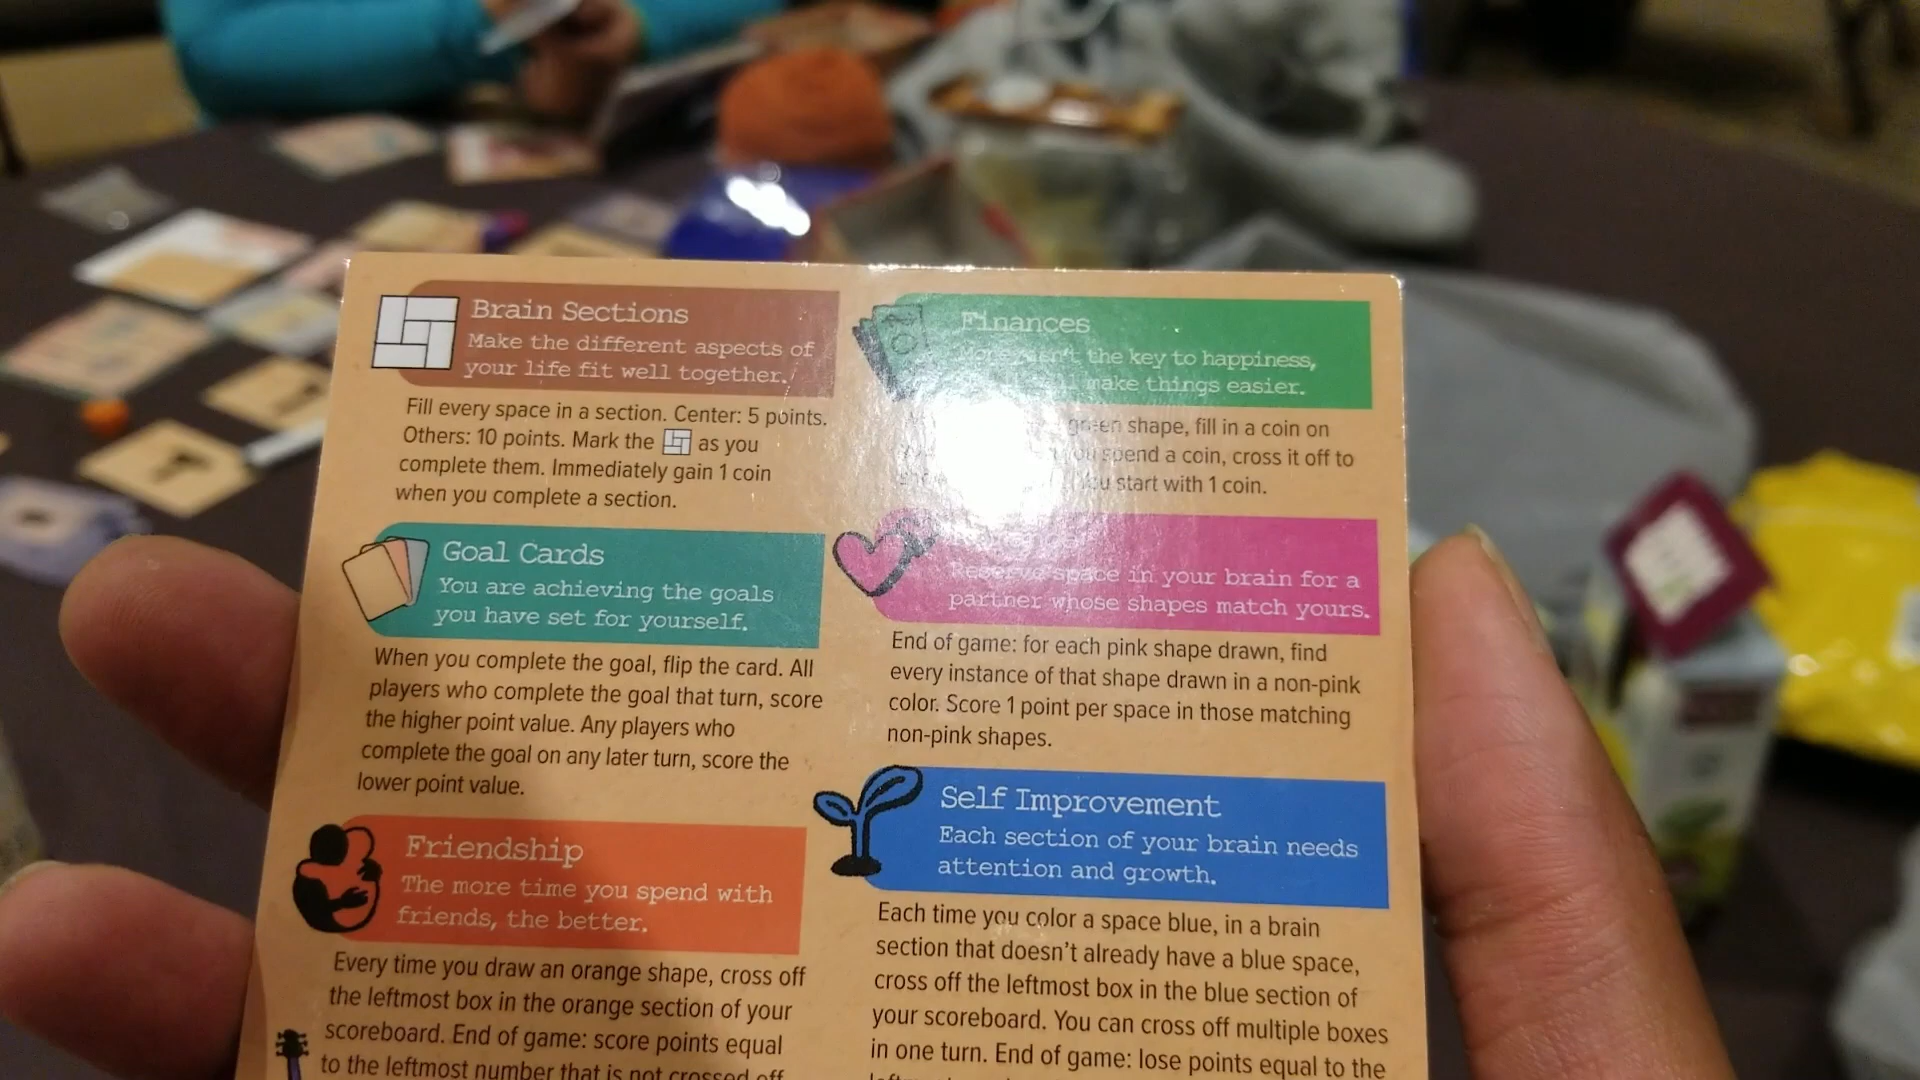 Brain Sections
Make the different aspects of
your life fit well together.
Fill every space in a section. Center: 5 points.
Others: 10 points. Mark the as you
complete them. Immediately gain 1 coin
when you complete a section.
Goal Cards
You are achieving the goals
you have set for yourself.
When you complete the goal, flip the card. All
players who complete the goal that turn, score
the higher point value. Any players who
complete the goal on any later turn, score the
lower point value.
Friendship
The more time you spend with
friends, the better.
Every time you draw an orange shape, cross off
the leftmost box in the orange section of your
scoreboard. End of game: score points equal
to the leftmost number that is not crossed off
Finances
the key to happiness,
make things easier.
green shape, fill in a coin on
you spend a coin, cross it off to
You start with 1 coin.
Reserve space in your brain for a
partner whose shapes match yours.
End of game: for each pink shape drawn, find
every instance of that shape drawn in a non-pink
color. Score 1 point per space in those matching
non-pink shapes.
Self Improvement
Each section of your brain needs
attention and growth.
Each time you color a space blue, in a brain
section that doesn't already have a blue space,
cross off the leftmost box in the blue section of
your scoreboard. You can cross off multiple boxes
in one turn. End of game: lose points equal to the